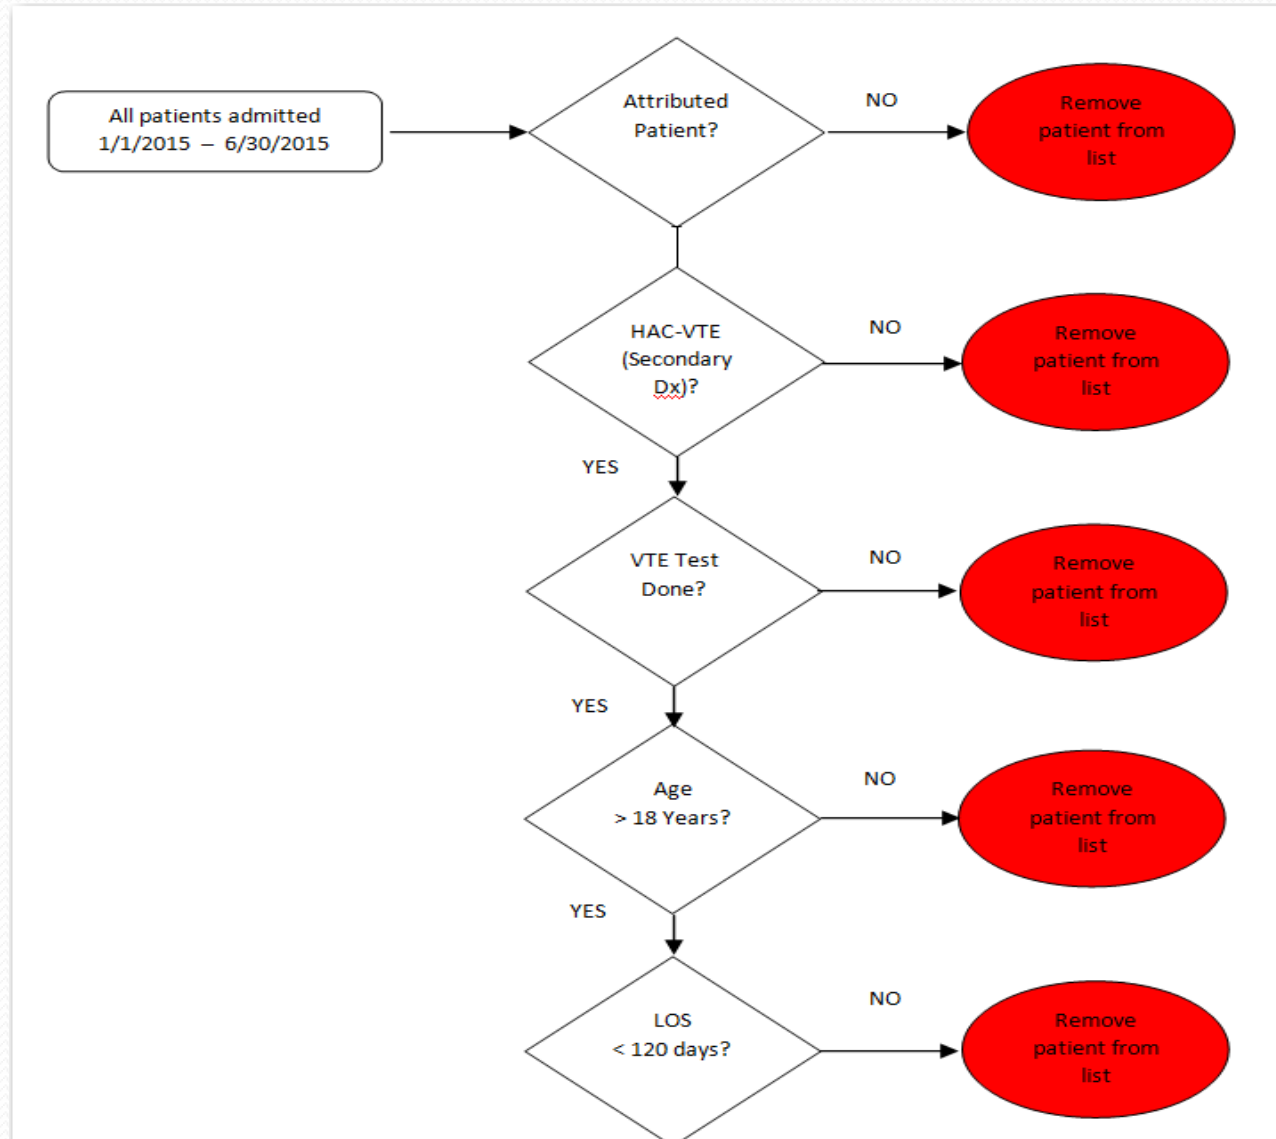 All patients admitted
1/1/2015 – 6/30/2015
Attributed
Patient?
NO
Remove
patient from
list
HAC-VTE
(Secondary
Dx)?
NO
Remove
patient from
list
YES
VTE Test
Done?
NO
Remove
patient from
list
YES
Age
> 18 Years?
NO
Remove
patient from
list
YES
LOS
< 120 days?
NO
Remove
patient from
list